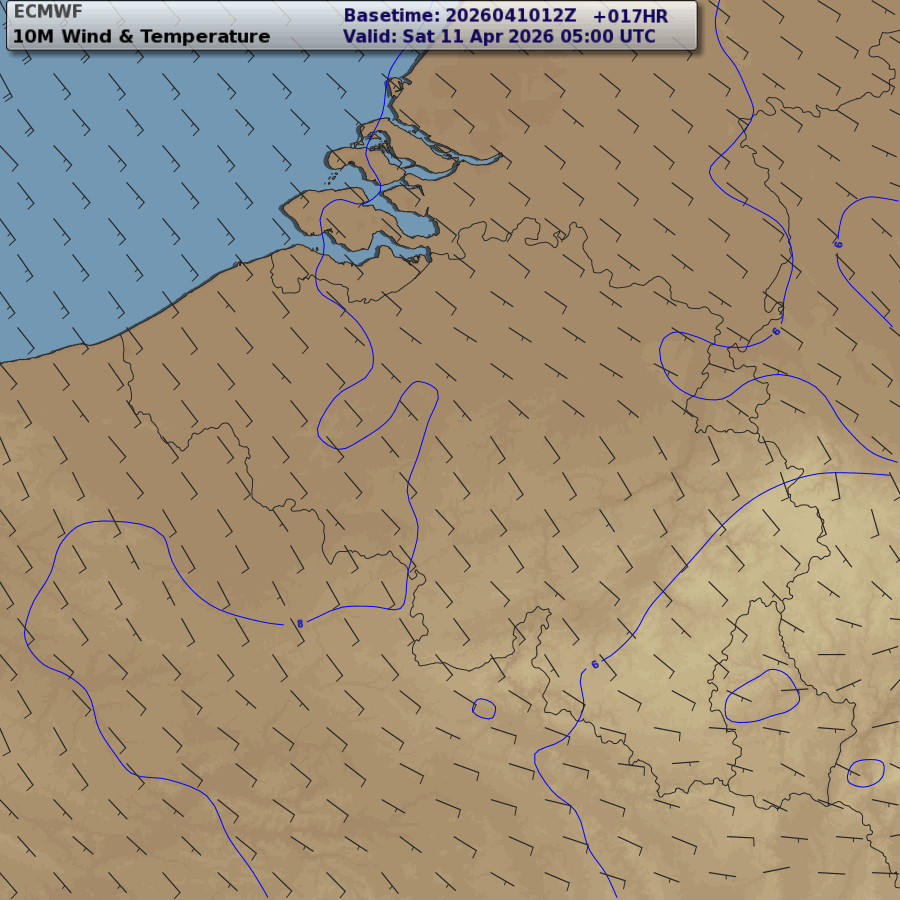 ECMWF
Basetime: 2026041012Z +017HR
10M Wind & Temperature
Valid: Sat 11 Apr 2026 05:00 UTC
6
6
8
6